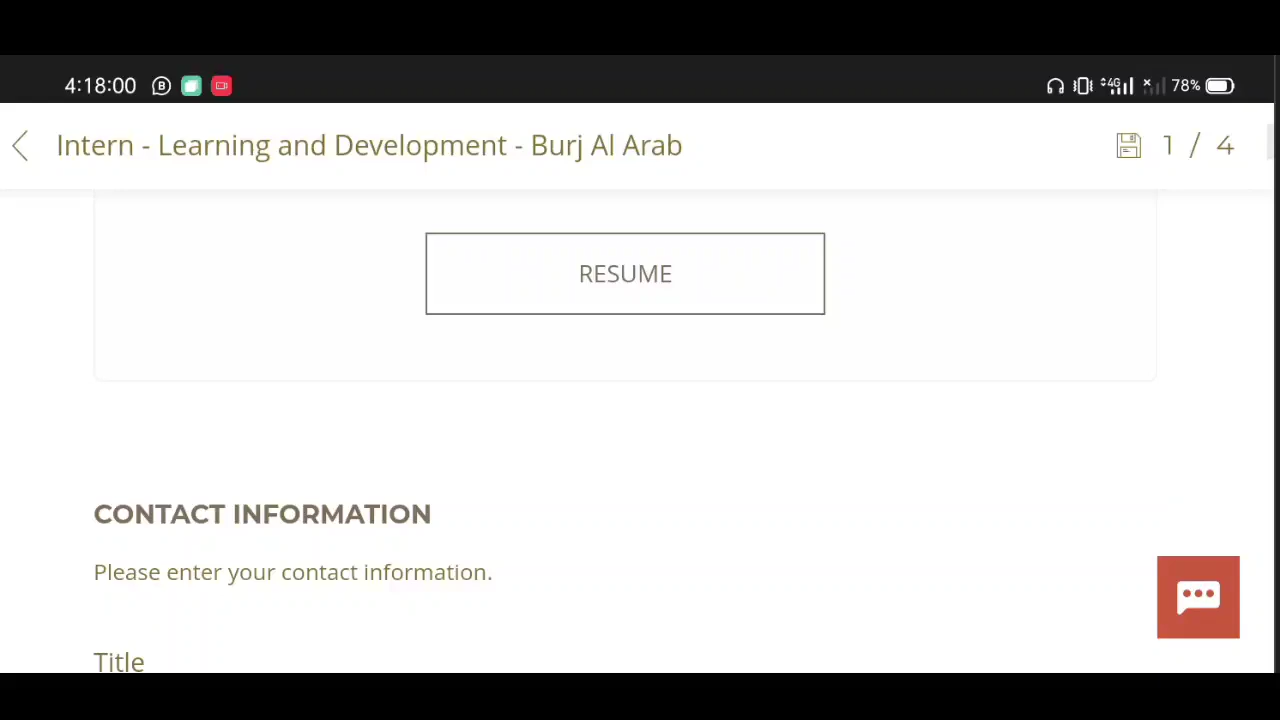 4:18:00 4G 78%
Intern - Learning and Development - Burj Al Arab 1 / 4
RESUME
CONTACT INFORMATION
Please enter your contact information.
Title